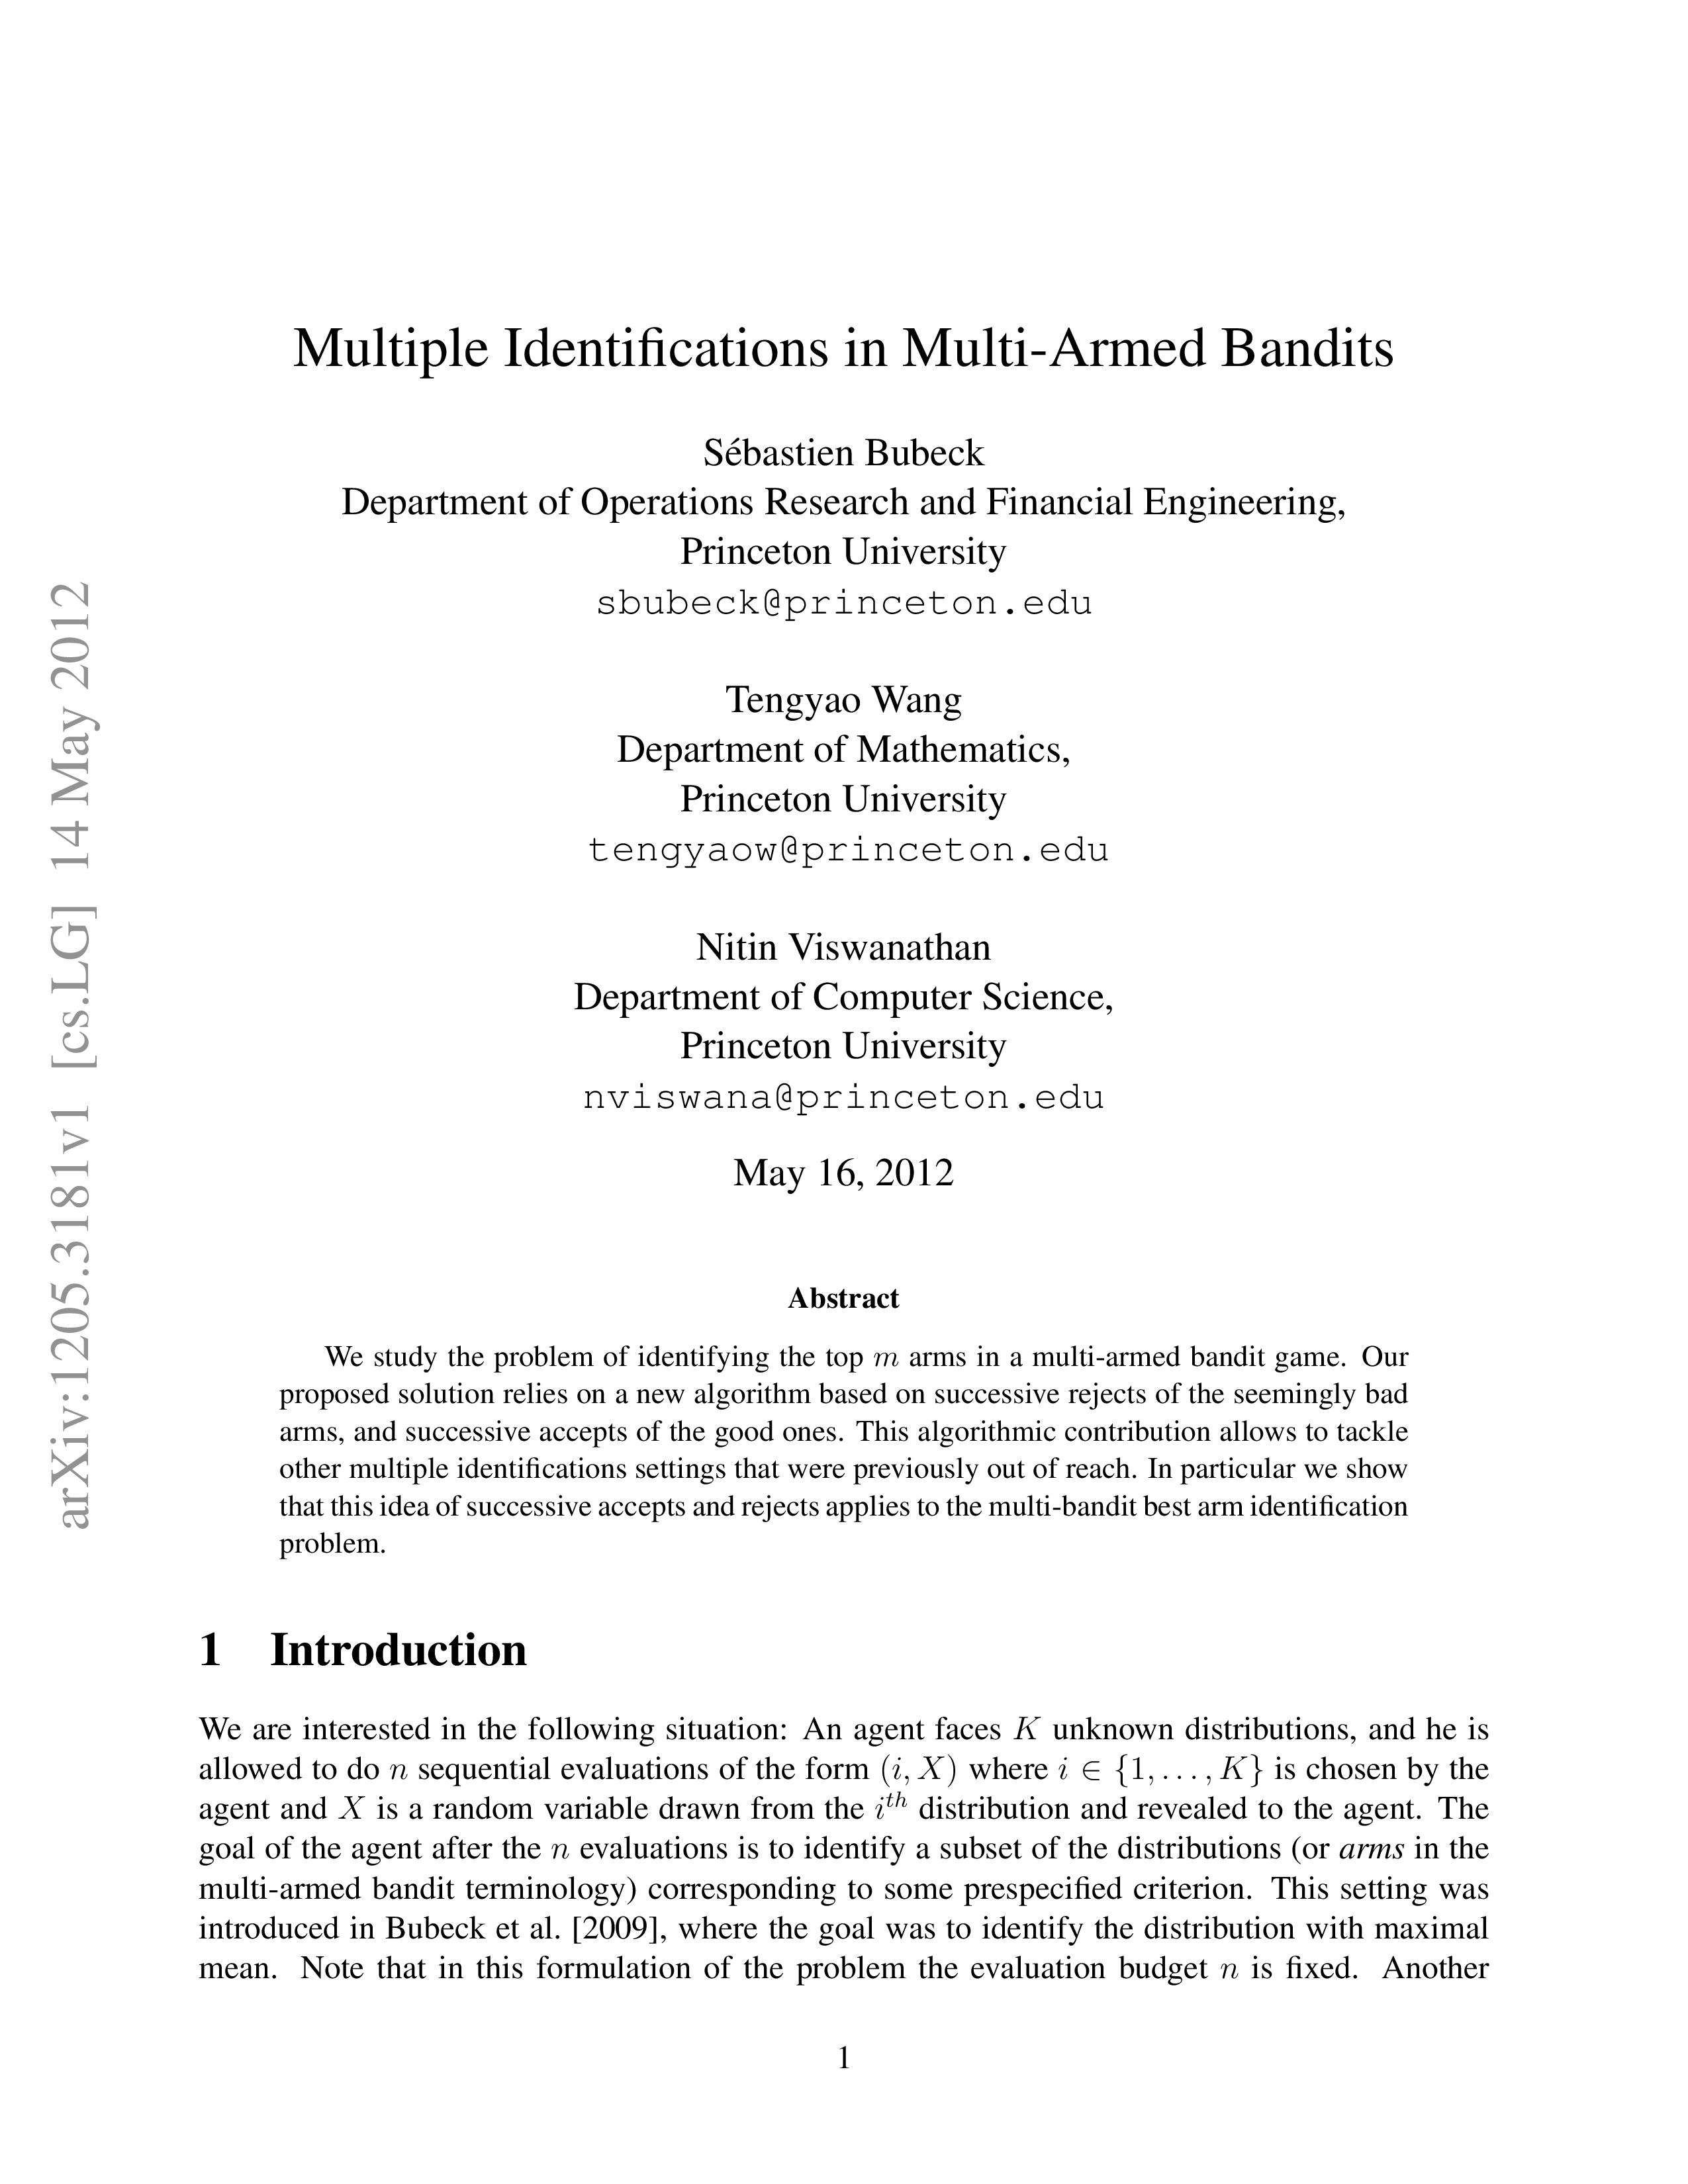 Multiple Identifications in Multi-Armed Bandits
Sébastien Bubeck
Department of Operations Research and Financial Engineering,
Princeton University
sbubeck@princeton.edu
Tengyao Wang
Department of Mathematics,
Princeton University
tengyaow@princeton.edu
Nitin Viswanathan
Department of Computer Science,
Princeton University
nviswana@princeton.edu
May 16, 2012
arXiv:1205.3181v1 [cs.LG] 14 May 2012
Abstract
We study the problem of identifying the top m arms in a multi-armed bandit game. Our
proposed solution relies on a new algorithm based on successive rejects of the seemingly bad
arms, and successive accepts of the good ones. This algorithmic contribution allows to tackle
other multiple identifications settings that were previously out of reach. In particular we show
that this idea of successive accepts and rejects applies to the multi-bandit best arm identification
problem.
1 Introduction
We are interested in the following situation: An agent faces K unknown distributions, and he is
allowed to do n sequential evaluations of the form (i, X) where i ∈ {1, . . . , K} is chosen by the
agent and X is a random variable drawn from the i^{th} distribution and revealed to the agent. The
goal of the agent after the n evaluations is to identify a subset of the distributions (or arms in the
multi-armed bandit terminology) corresponding to some prespecified criterion. This setting was
introduced in Bubeck et al. [2009], where the goal was to identify the distribution with maximal
mean. Note that in this formulation of the problem the evaluation budget n is fixed. Another
1